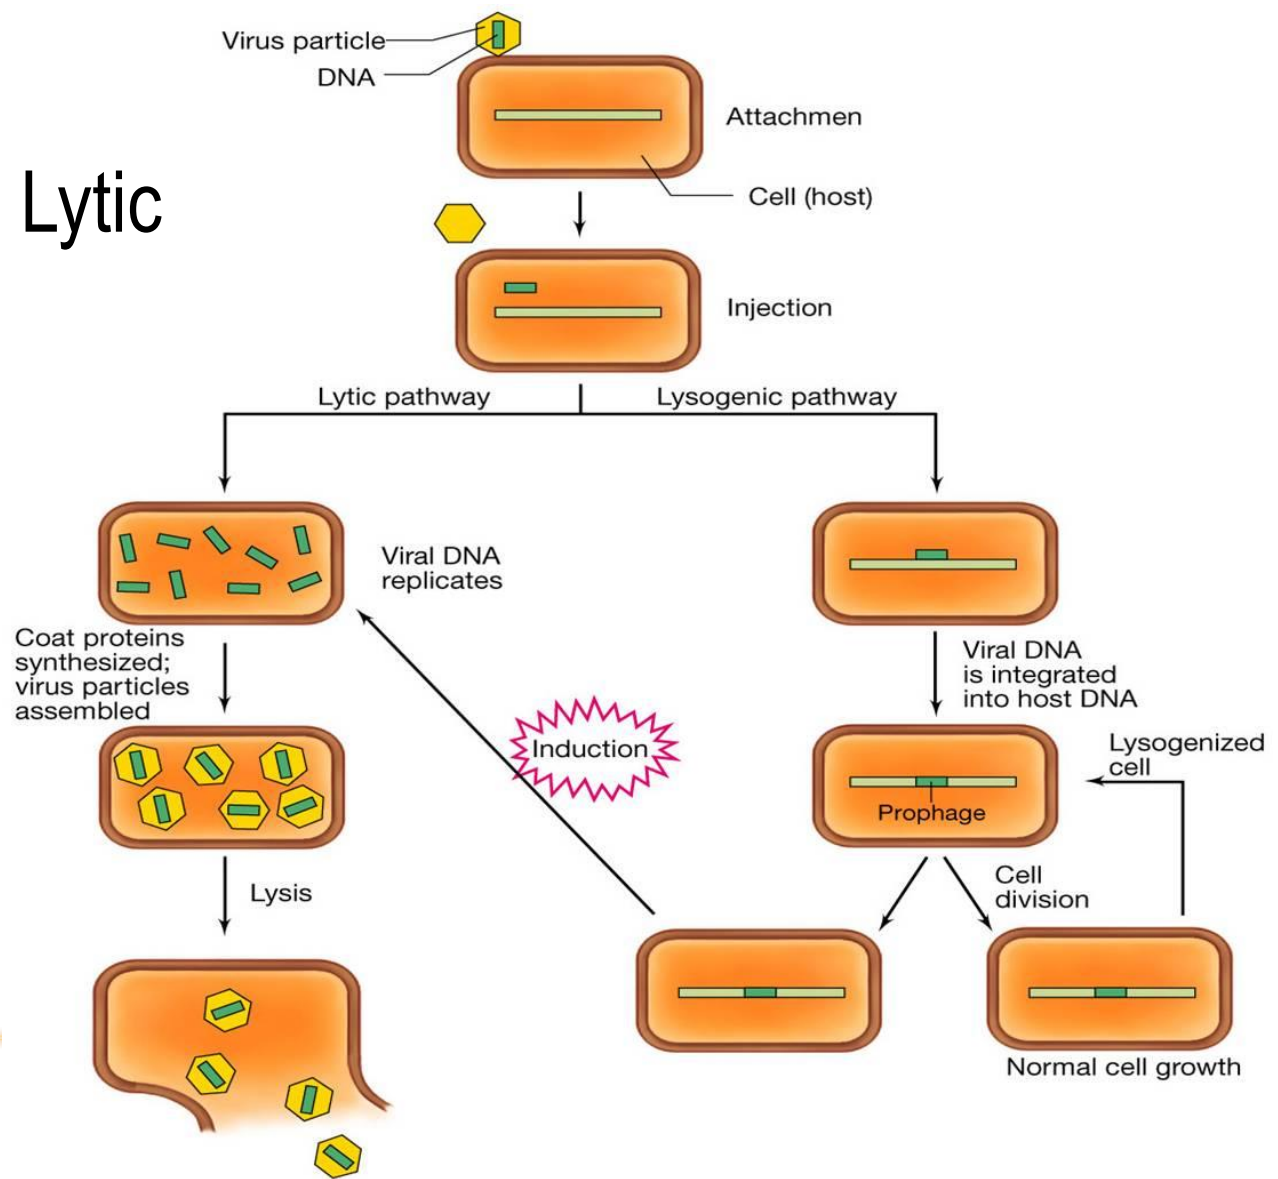 Virus particle
DNA
Attachmen
Lytic
Cell (host)
Injection
Lytic pathway
Lysogenic pathway
Viral DNA
replicates
Coat proteins
synthesized;
virus particles
assembled
Viral DNA
is integrated
into host DNA
Induction
Lysogenized
cell
Prophage
Cell
division
Lysis
Normal cell growth